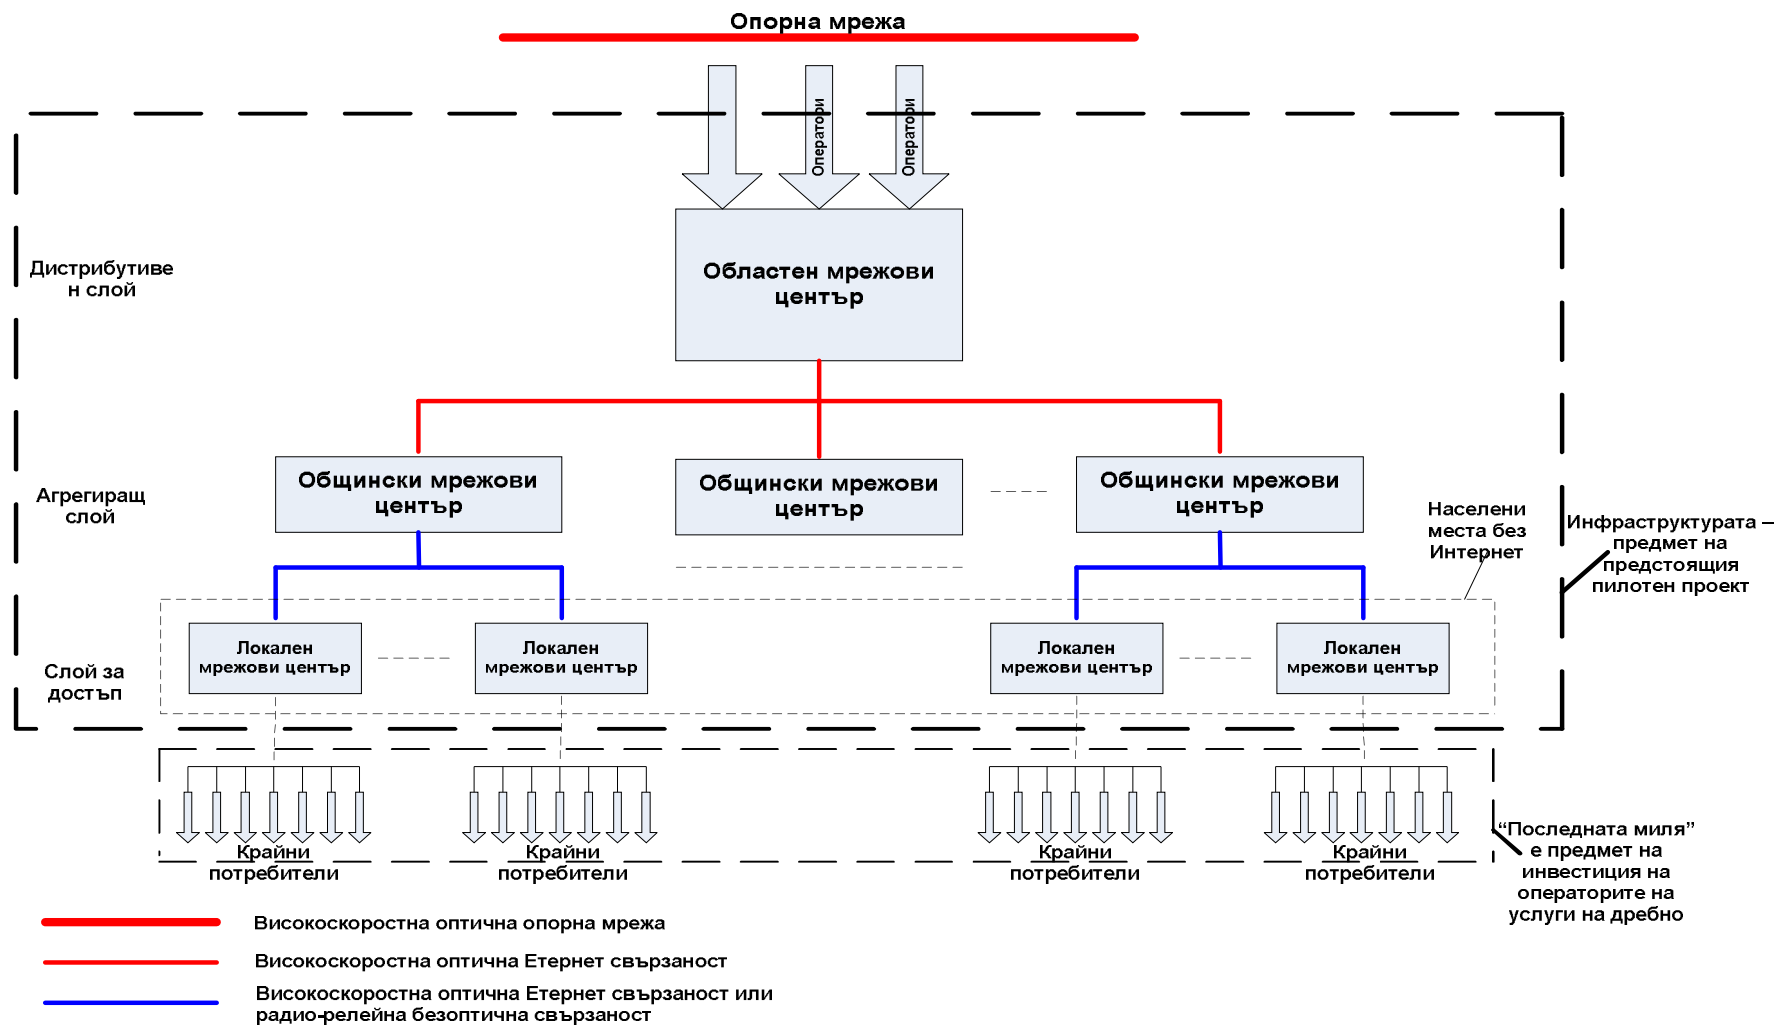 Опорна мрежа
Оператори
Оператори
Дистрибутиве
н слой
Областен мрежови
център
Агрегиращ
слой
Общински мрежови
център
Общински мрежови
център
Общински мрежови
център
Населени
места без
Интернет
Инфраструктурата –
предмет на
предстоящия
пилотен проект
Слой за
достъп
Локален
мрежови център
Локален
мрежови център
Локален
мрежови център
Локален
мрежови център
Крайни
потребители
Крайни
потребители
Крайни
потребители
Крайни
потребители
“Последната миля”
е предмет на
инвестиция на
операторите на
услуги на дребно
Високоскоростна оптична опорна мрежа
Високоскоростна оптична Етернет свързаност
Високоскоростна оптична Етернет свързаност или
радио-релейна безоптична свързаност